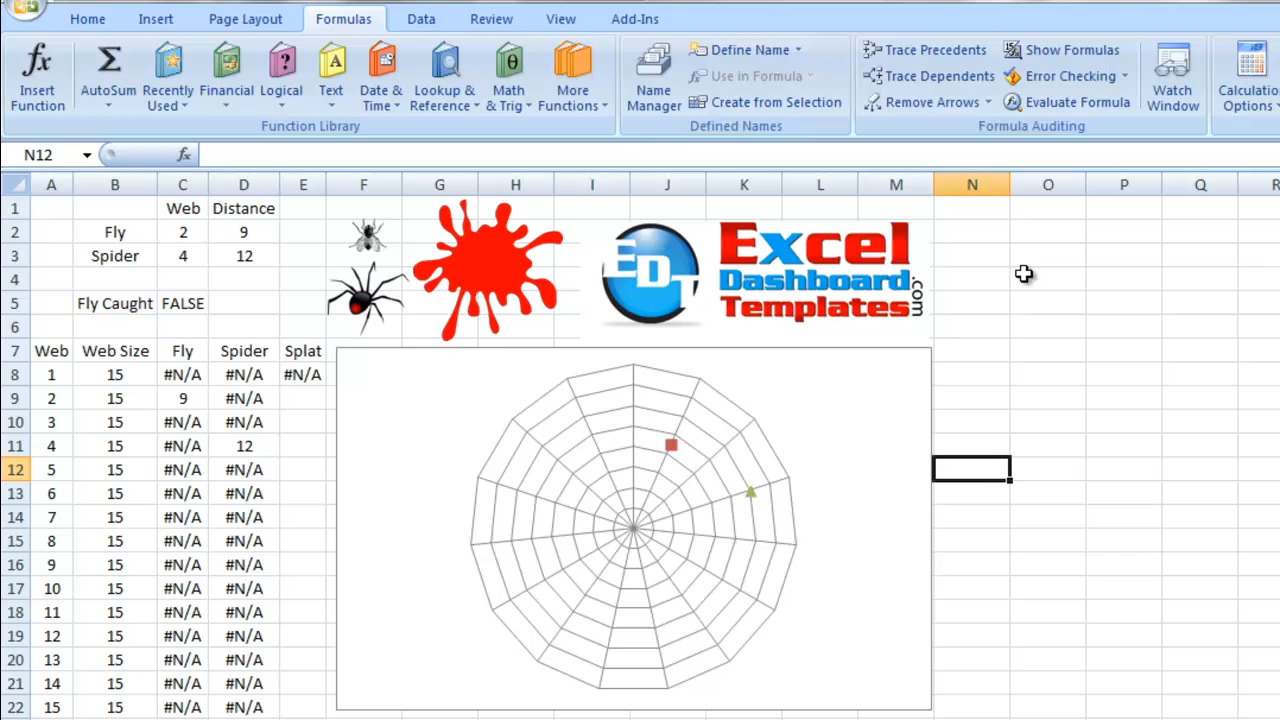 Home Insert Page Layout Formulas Data Review View Add-Ins
fx Σ A θ
Insert Function
AutoSum
Recently Used
Financial
Logical
Text
Date & Time
Lookup & Reference
Math & Trig
More Functions
Function Library
Name Manager
Define Name
Use in Formula
Create from Selection
Defined Names
Trace Precedents
Trace Dependents
Remove Arrows
Show Formulas
Error Checking
Evaluate Formula
Formula Auditing
Watch Window
Calculatio
Options
N12 fx
A B C D E F G H I J K L M N O P Q R
1 Web Distance
2 Fly 2 9
3 Spider 4 12
4
5 Fly Caught FALSE
6
7 Web Web Size Fly Spider Splat
8 1 15 #N/A #N/A #N/A
9 2 15 9 #N/A
10 3 15 #N/A #N/A
11 4 15 #N/A 12
12 5 15 #N/A #N/A
13 6 15 #N/A #N/A
14 7 15 #N/A #N/A
15 8 15 #N/A #N/A
16 9 15 #N/A #N/A
17 10 15 #N/A #N/A
18 11 15 #N/A #N/A
19 12 15 #N/A #N/A
20 13 15 #N/A #N/A
21 14 15 #N/A #N/A
22 15 15 #N/A #N/A
EDT
Excel
Dashboard
Templates
.com